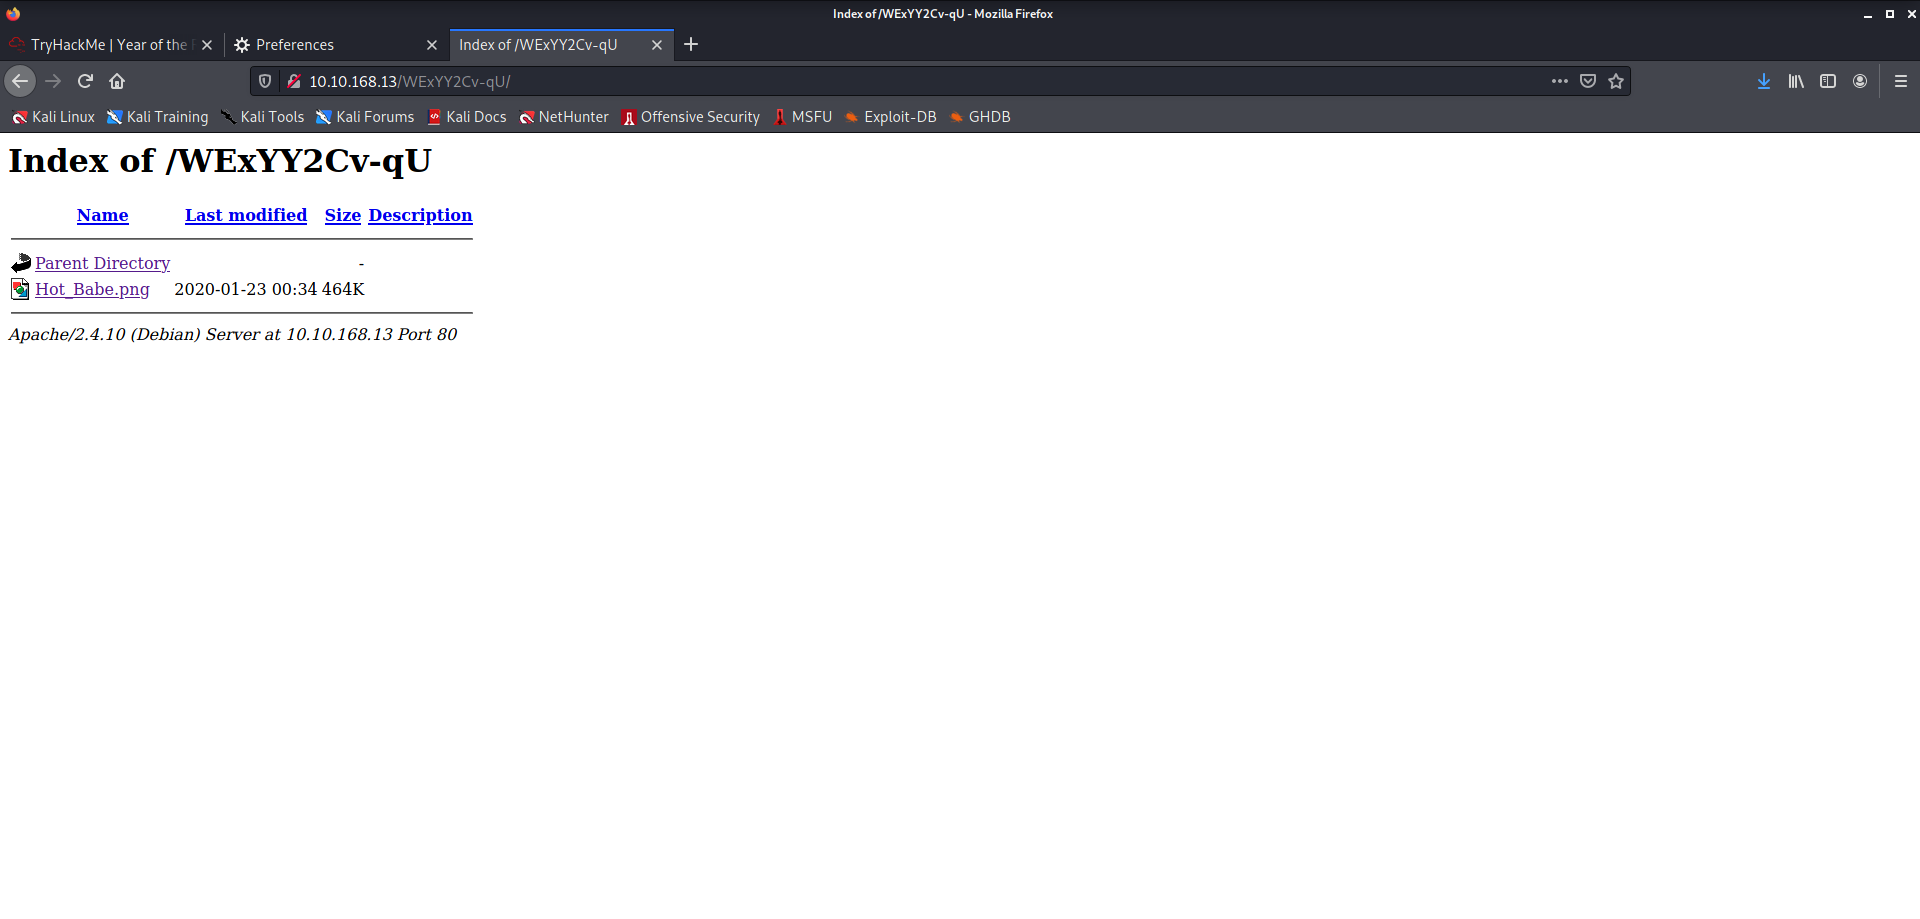 Index of /WExYY2Cv-qU - Mozilla Firefox
TryHackMe | Year of the
Preferences
Index of /WExYY2Cv-qU
10.10.168.13/WExYY2Cv-qU/
Kali Linux Kali Training Kali Tools Kali Forums Kali Docs NetHunter Offensive Security MSFU Exploit-DB GHDB
Index of /WExYY2Cv-qU
Name Last modified Size Description
Parent Directory -
Hot_Babe.png 2020-01-23 00:34 464K
Apache/2.4.10 (Debian) Server at 10.10.168.13 Port 80